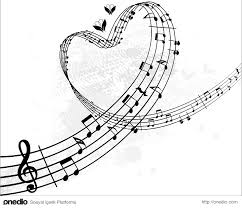 onedio Sosyal İçerik Platformu
http://onedio.com